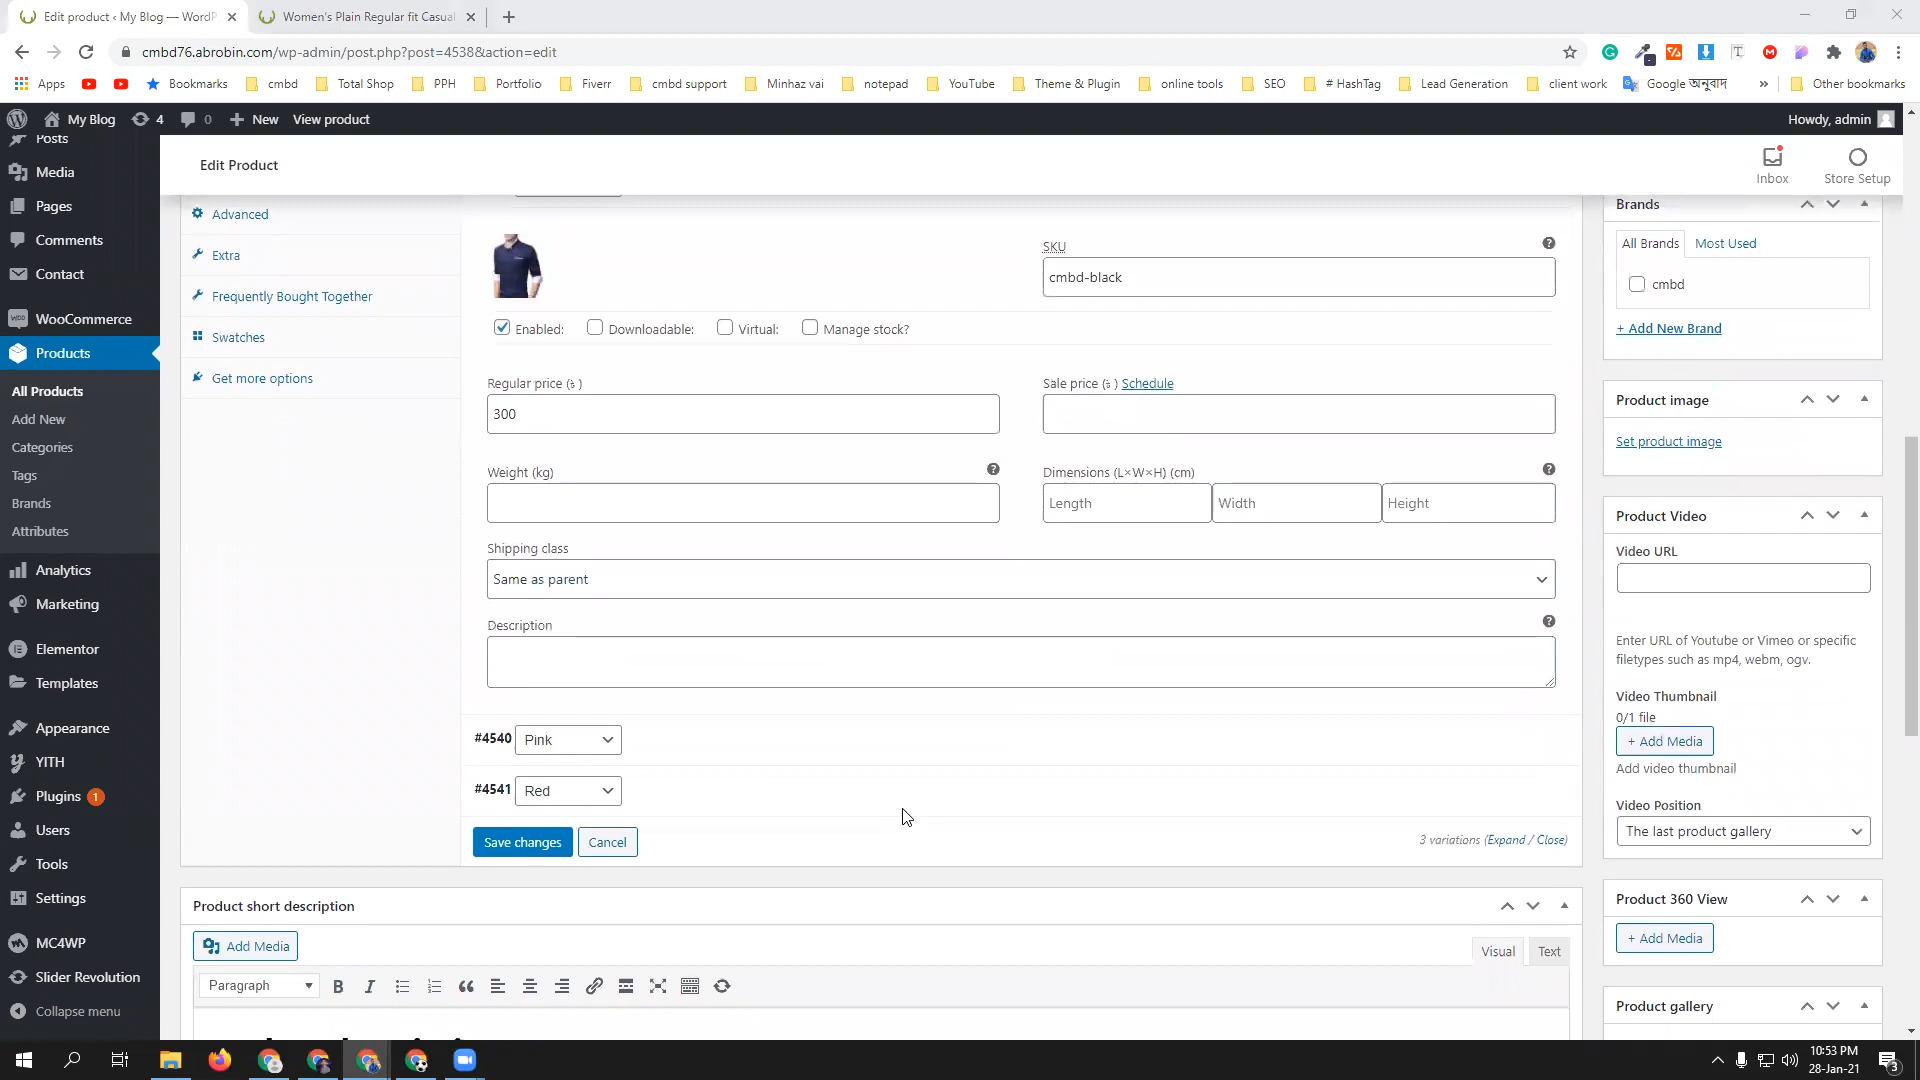 Edit product ‹ My Blog — WordP
Women's Plain Regular fit Casual
cmbd76.abrobin.com/wp-admin/post.php?post=4538&action=edit
Apps Bookmarks cmbd Total Shop PPH Portfolio Fiverr cmbd support Minhaz vai notepad YouTube Theme & Plugin online tools SEO # HashTag Lead Generation client work Google অনুবাদ » Other bookmarks
My Blog 4 0 New View product Howdy, admin
Posts
Media
Pages
Comments
Contact
WooCommerce
Products
All Products
Add New
Categories
Tags
Brands
Attributes
Analytics
Marketing
Elementor
Templates
Appearance
YITH
Plugins 1
Users
Tools
Settings
MC4WP
Slider Revolution
Collapse menu
Edit Product
Inbox
Store Setup
Advanced
Extra
Frequently Bought Together
Swatches
Get more options
SKU
cmbd-black
Enabled: Downloadable: Virtual: Manage stock?
Regular price (৳ )
300
Sale price (৳ ) Schedule
Weight (kg)
Dimensions (L×W×H) (cm)
Length Width Height
Shipping class
Same as parent
Description
#4540 Pink
#4541 Red
Save changes Cancel
3 variations (Expand / Close)
Product short description
Add Media
Visual Text
Paragraph
Brands
All Brands Most Used
cmbd
+ Add New Brand
Product image
Set product image
Product Video
Video URL
Enter URL of Youtube or Vimeo or specific
filetypes such as mp4, webm, ogv.
Video Thumbnail
0/1 file
+ Add Media
Add video thumbnail
Video Position
The last product gallery
Product 360 View
+ Add Media
Product gallery
10:53 PM
28-Jan-21
3